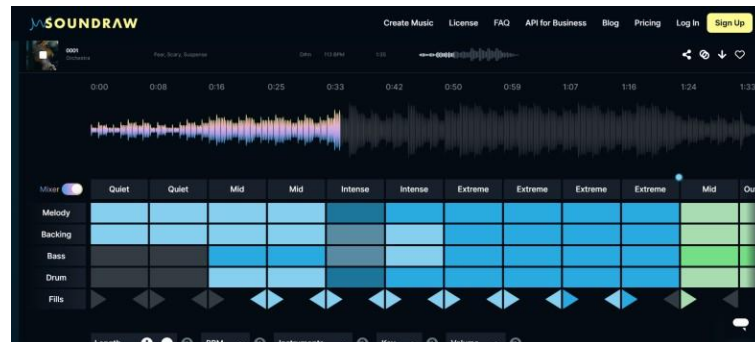 SOUNDRAW
Create Music License FAQ API for Business Blog Pricing Log In Sign Up
0001
Orchestra
Fear, Scary, Suspense
113 BPM
0:00 0:08 0:16 0:25 0:33 0:42 0:50 0:59 1:07 1:16 1:24 1:33
Mixer Quiet Quiet Mid Mid Intense Intense Extreme Extreme Extreme Extreme Mid Ou
Melody
Backing
Bass
Drum
Fills
Length BPM Instruments Key Volume